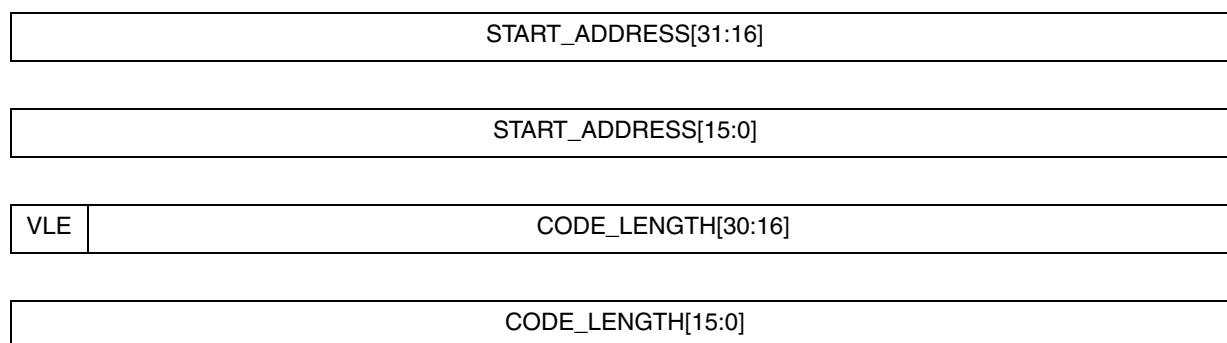 START_ADDRESS[31:16]
START_ADDRESS[15:0]
VLE CODE_LENGTH[30:16]
CODE_LENGTH[15:0]